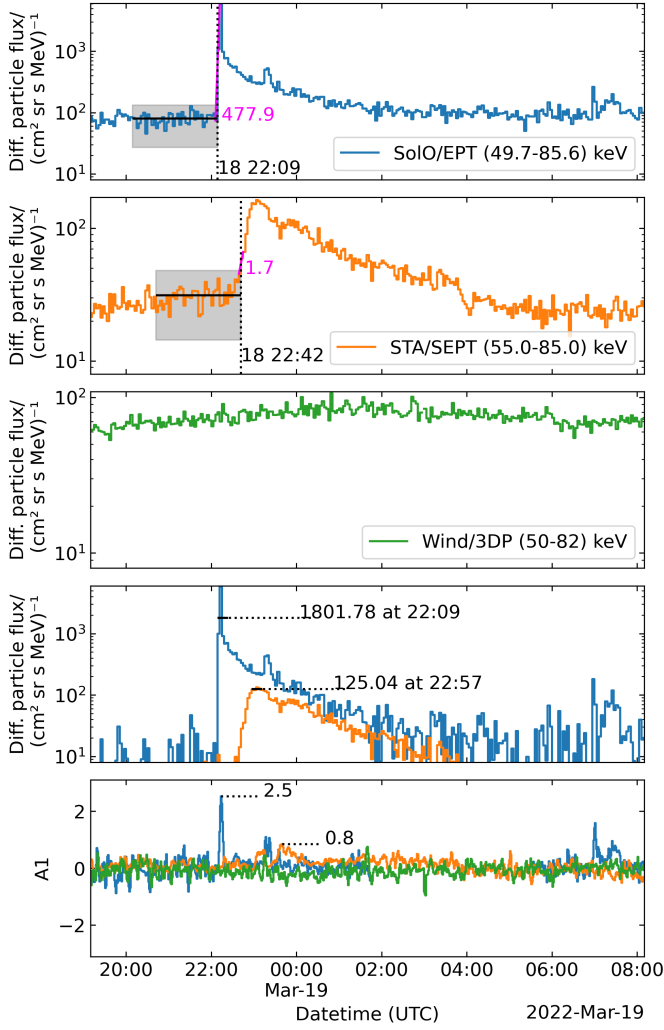 Diff. particle flux/
(cm² sr s MeV)⁻¹
10³
10²
10¹
477.9
18 22:09
SolO/EPT (49.7-85.6) keV
Diff. particle flux/
(cm² sr s MeV)⁻¹
10²
10¹
1.7
18 22:42
STA/SEPT (55.0-85.0) keV
Diff. particle flux/
(cm² sr s MeV)⁻¹
10²
10¹
Wind/3DP (50-82) keV
Diff. particle flux/
(cm² sr s MeV)⁻¹
10³
10²
10¹
1801.78 at 22:09
125.04 at 22:57
A1
2
0
−2
2.5
0.8
20:00 22:00 00:00 02:00 04:00 06:00 08:00
Mar-19
Datetime (UTC) 2022-Mar-19